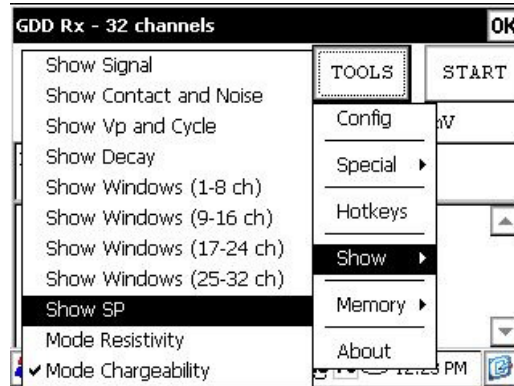 GDD Rx - 32 channels OK
Show Signal
Show Contact and Noise
Show Vp and Cycle
Show Decay
Show Windows (1-8 ch)
Show Windows (9-16 ch)
Show Windows (17-24 ch)
Show Windows (25-32 ch)
Show SP
Mode Resistivity
✓ Mode Chargeability
TOOLS START
Config
Special
Hotkeys
Show
Memory
About
PM